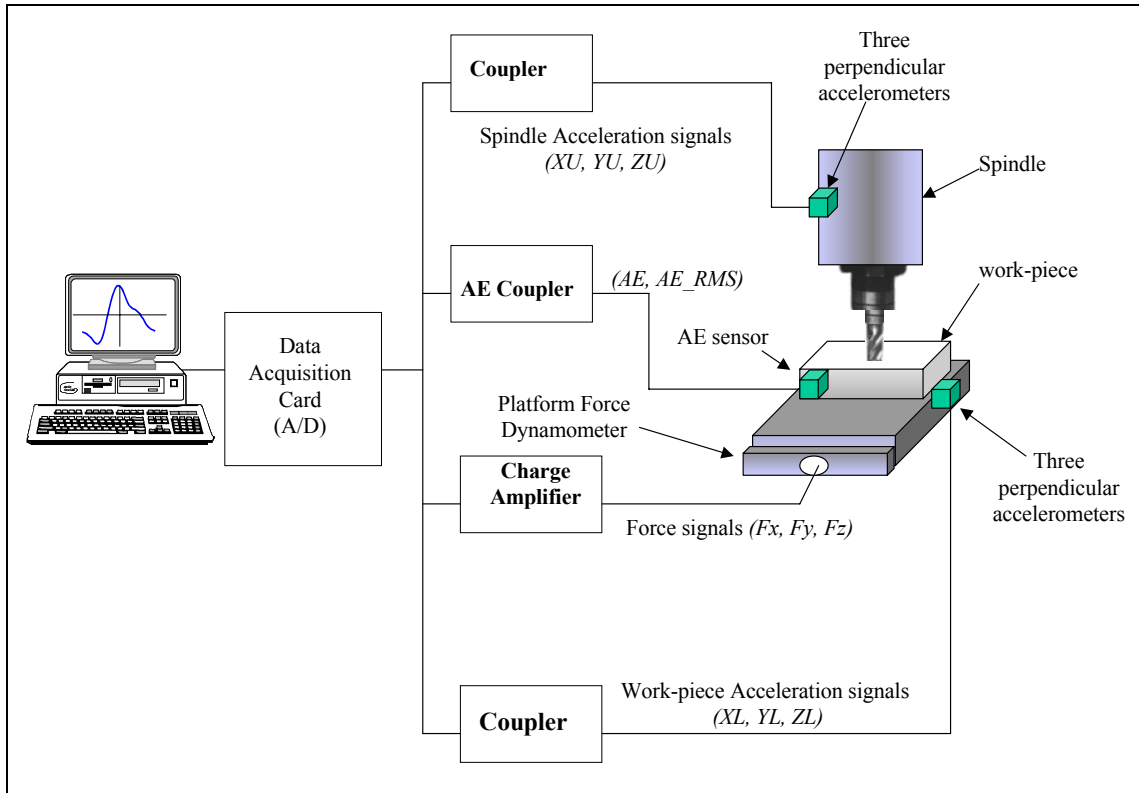 Coupler
Three
perpendicular
accelerometers
Spindle Acceleration signals
(XU, YU, ZU)
Spindle
AE Coupler
(AE, AE_RMS)
work-piece
AE sensor
Data
Acquisition
Card
(A/D)
Platform Force
Dynamometer
Charge
Amplifier
Force signals (Fx, Fy, Fz)
Three
perpendicular
accelerometers
Coupler
Work-piece Acceleration signals
(XL, YL, ZL)